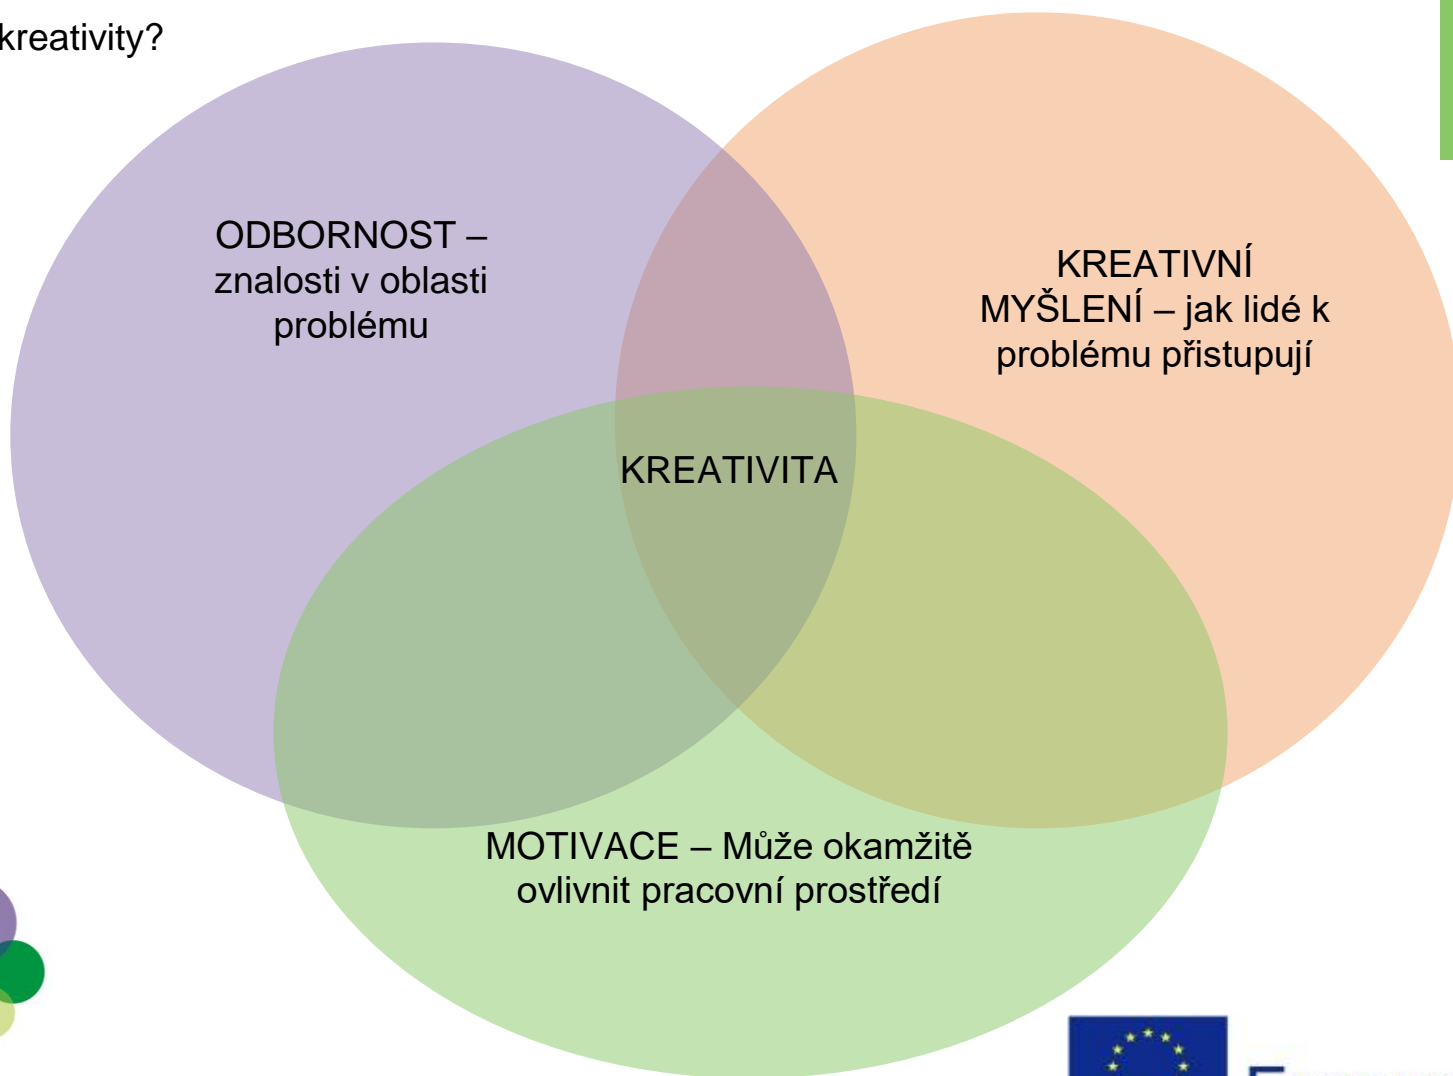 kreativity?
ODBORNOST –
znalosti v oblasti
problému
KREATIVNÍ
MYŠLENÍ – jak lidé k
problému přistupují
KREATIVITA
MOTIVACE – Může okamžitě
ovlivnit pracovní prostředí